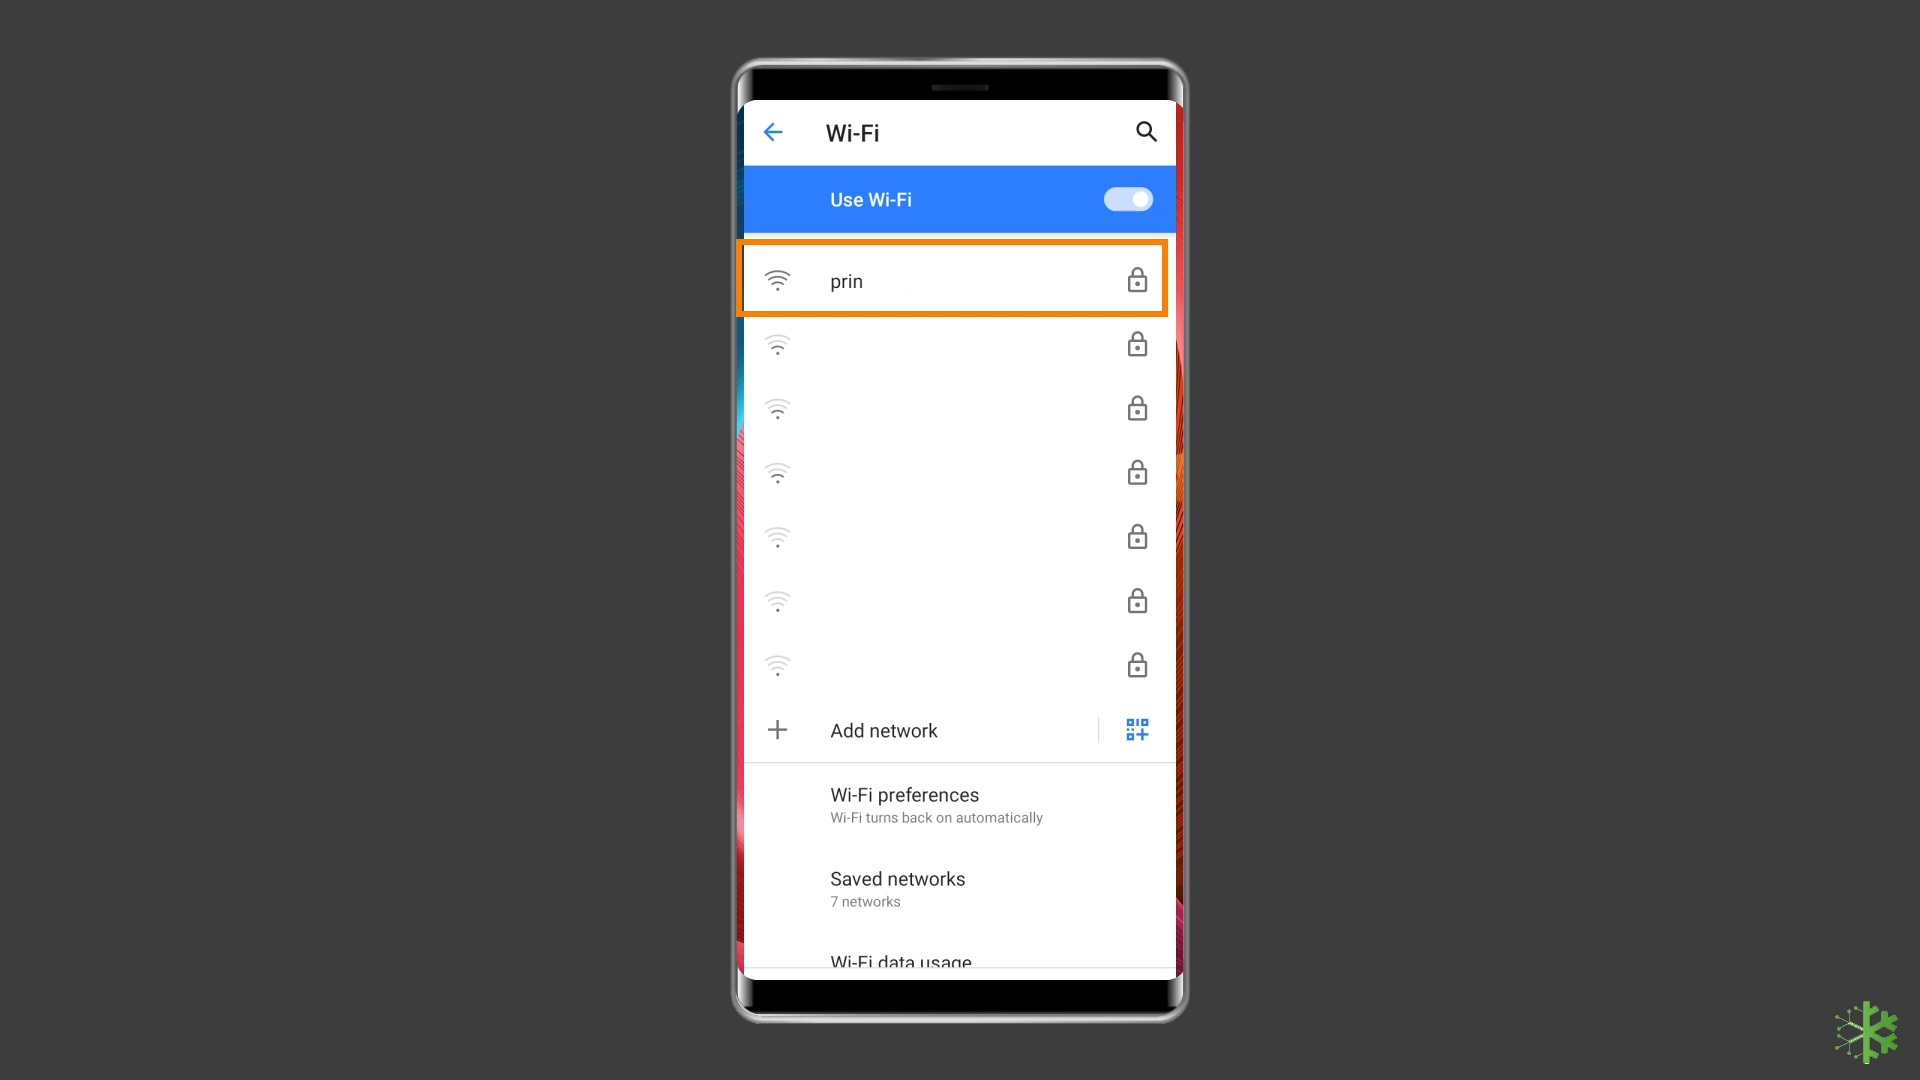 Wi-Fi
Use Wi-Fi
prin
Add network
Wi-Fi preferences
Wi-Fi turns back on automatically
Saved networks
7 networks
Wi-Fi data usage